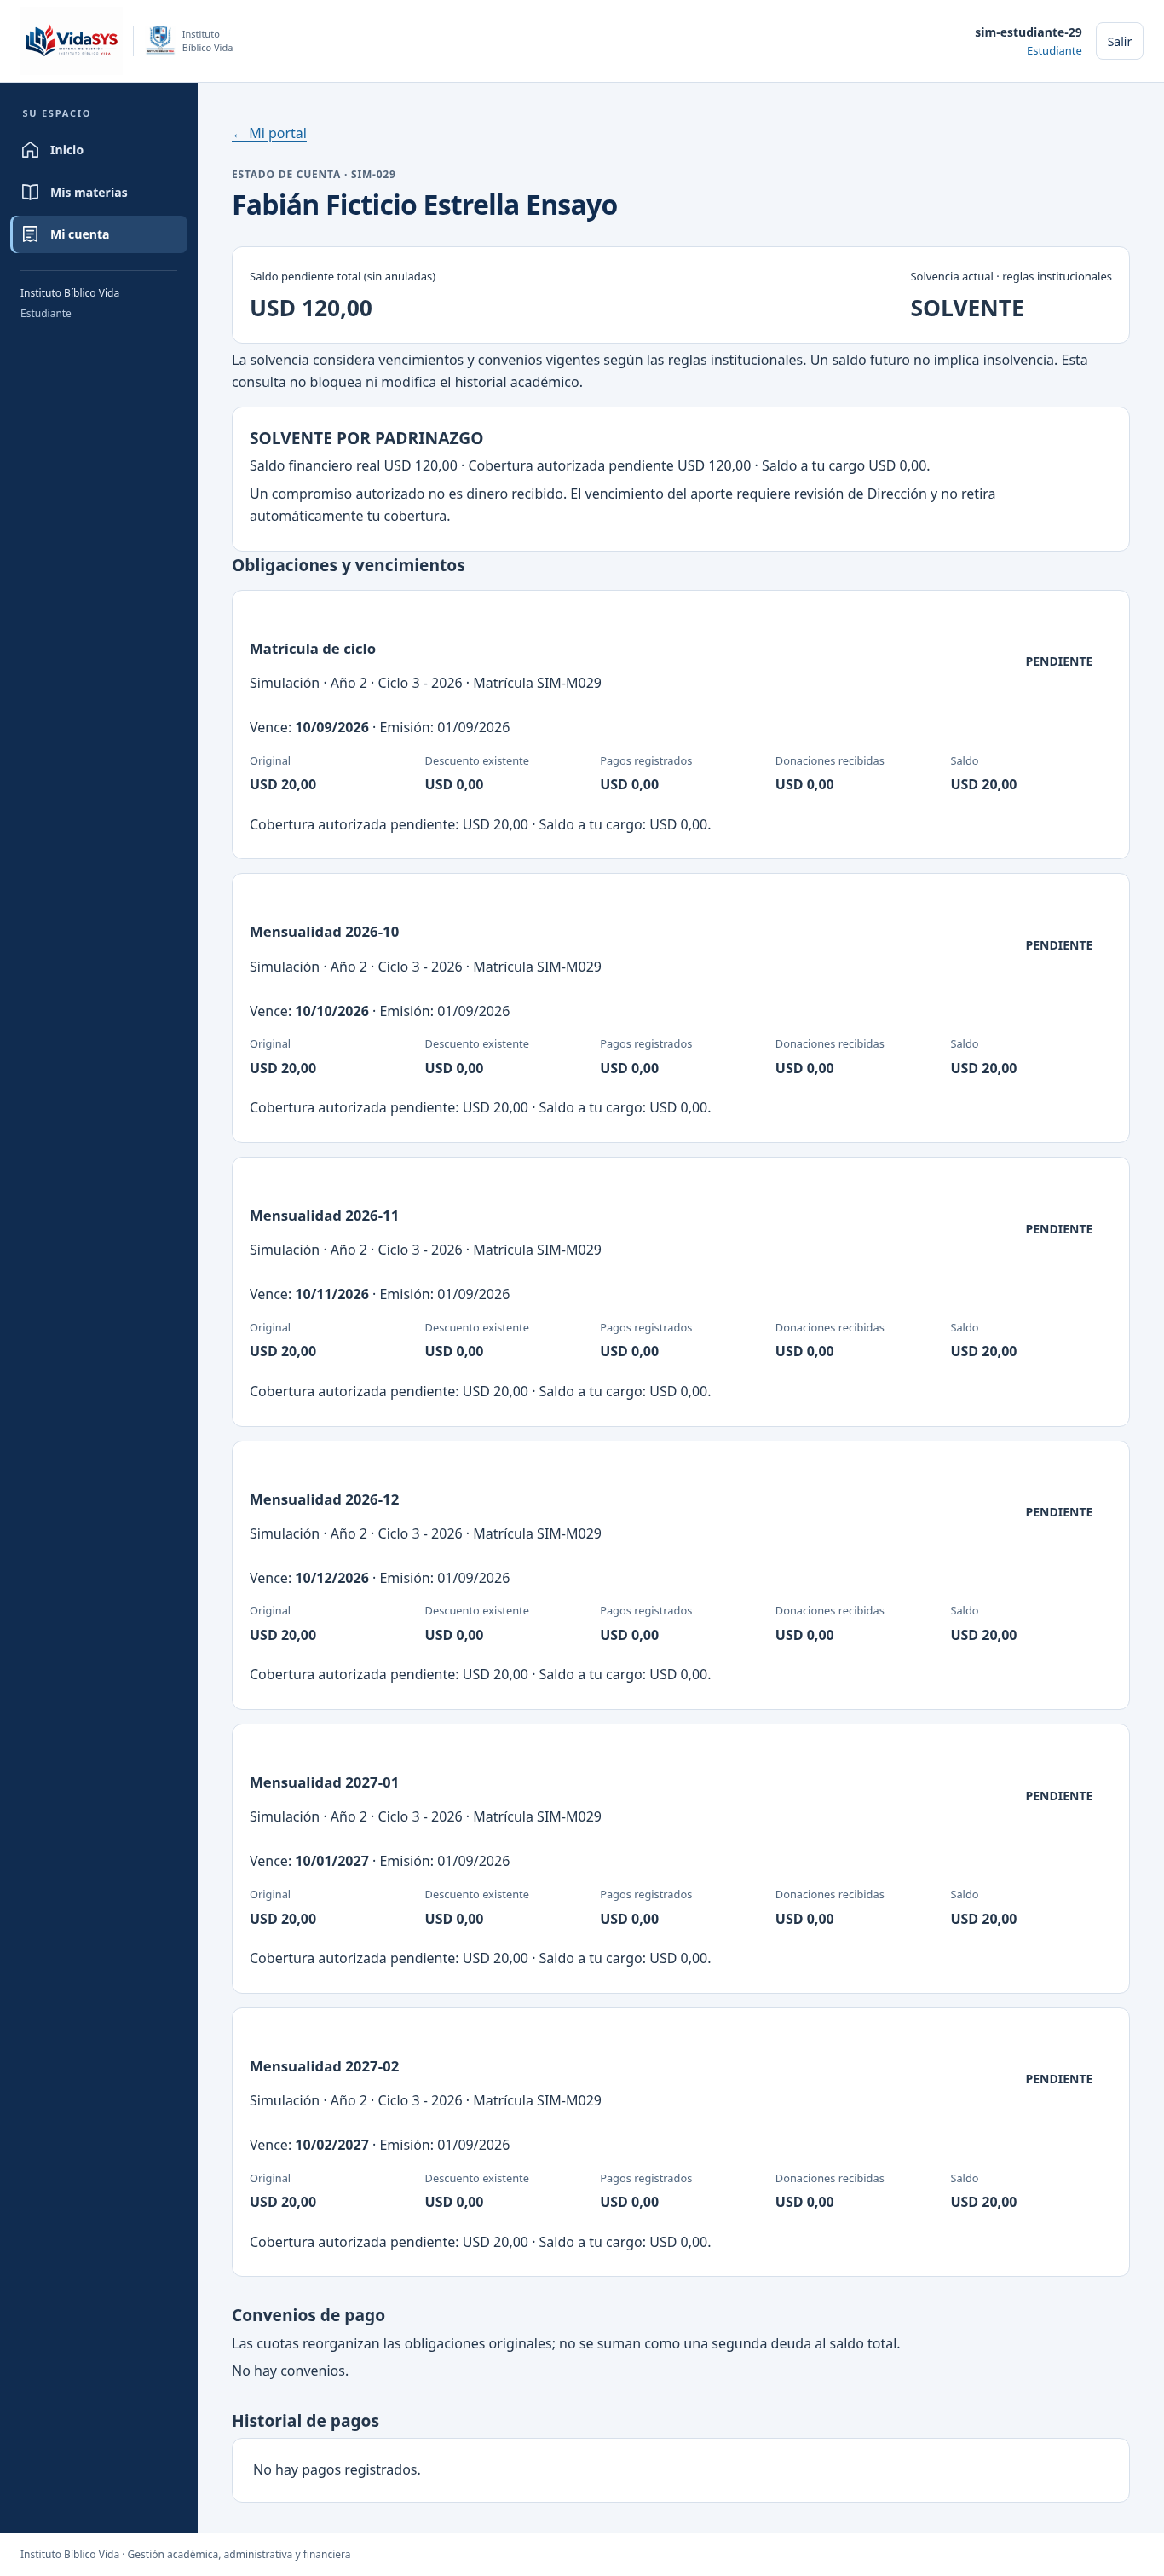 VidaSYS
Instituto
Bíblico Vida
sim-estudiante-29
Estudiante
Salir
SU ESPACIO
Inicio
Mis materias
Mi cuenta
Instituto Bíblico Vida
Estudiante
← Mi portal
ESTADO DE CUENTA · SIM-029
Fabián Ficticio Estrella Ensayo
Saldo pendiente total (sin anuladas)
USD 120,00
Solvencia actual · reglas institucionales
SOLVENTE
La solvencia considera vencimientos y convenios vigentes según las reglas institucionales. Un saldo futuro no implica insolvencia. Esta
consulta no bloquea ni modifica el historial académico.
SOLVENTE POR PADRINAZGO
Saldo financiero real USD 120,00 · Cobertura autorizada pendiente USD 120,00 · Saldo a tu cargo USD 0,00.
Un compromiso autorizado no es dinero recibido. El vencimiento del aporte requiere revisión de Dirección y no retira
automáticamente tu cobertura.
Obligaciones y vencimientos
Matrícula de ciclo
PENDIENTE
Simulación · Año 2 · Ciclo 3 - 2026 · Matrícula SIM-M029
Vence: 10/09/2026 · Emisión: 01/09/2026
Original Descuento existente Pagos registrados Donaciones recibidas Saldo
USD 20,00 USD 0,00 USD 0,00 USD 0,00 USD 20,00
Cobertura autorizada pendiente: USD 20,00 · Saldo a tu cargo: USD 0,00.
Mensualidad 2026-10
PENDIENTE
Simulación · Año 2 · Ciclo 3 - 2026 · Matrícula SIM-M029
Vence: 10/10/2026 · Emisión: 01/09/2026
Original Descuento existente Pagos registrados Donaciones recibidas Saldo
USD 20,00 USD 0,00 USD 0,00 USD 0,00 USD 20,00
Cobertura autorizada pendiente: USD 20,00 · Saldo a tu cargo: USD 0,00.
Mensualidad 2026-11
PENDIENTE
Simulación · Año 2 · Ciclo 3 - 2026 · Matrícula SIM-M029
Vence: 10/11/2026 · Emisión: 01/09/2026
Original Descuento existente Pagos registrados Donaciones recibidas Saldo
USD 20,00 USD 0,00 USD 0,00 USD 0,00 USD 20,00
Cobertura autorizada pendiente: USD 20,00 · Saldo a tu cargo: USD 0,00.
Mensualidad 2026-12
PENDIENTE
Simulación · Año 2 · Ciclo 3 - 2026 · Matrícula SIM-M029
Vence: 10/12/2026 · Emisión: 01/09/2026
Original Descuento existente Pagos registrados Donaciones recibidas Saldo
USD 20,00 USD 0,00 USD 0,00 USD 0,00 USD 20,00
Cobertura autorizada pendiente: USD 20,00 · Saldo a tu cargo: USD 0,00.
Mensualidad 2027-01
PENDIENTE
Simulación · Año 2 · Ciclo 3 - 2026 · Matrícula SIM-M029
Vence: 10/01/2027 · Emisión: 01/09/2026
Original Descuento existente Pagos registrados Donaciones recibidas Saldo
USD 20,00 USD 0,00 USD 0,00 USD 0,00 USD 20,00
Cobertura autorizada pendiente: USD 20,00 · Saldo a tu cargo: USD 0,00.
Mensualidad 2027-02
PENDIENTE
Simulación · Año 2 · Ciclo 3 - 2026 · Matrícula SIM-M029
Vence: 10/02/2027 · Emisión: 01/09/2026
Original Descuento existente Pagos registrados Donaciones recibidas Saldo
USD 20,00 USD 0,00 USD 0,00 USD 0,00 USD 20,00
Cobertura autorizada pendiente: USD 20,00 · Saldo a tu cargo: USD 0,00.
Convenios de pago
Las cuotas reorganizan las obligaciones originales; no se suman como una segunda deuda al saldo total.
No hay convenios.
Historial de pagos
No hay pagos registrados.
Instituto Bíblico Vida · Gestión académica, administrativa y financiera